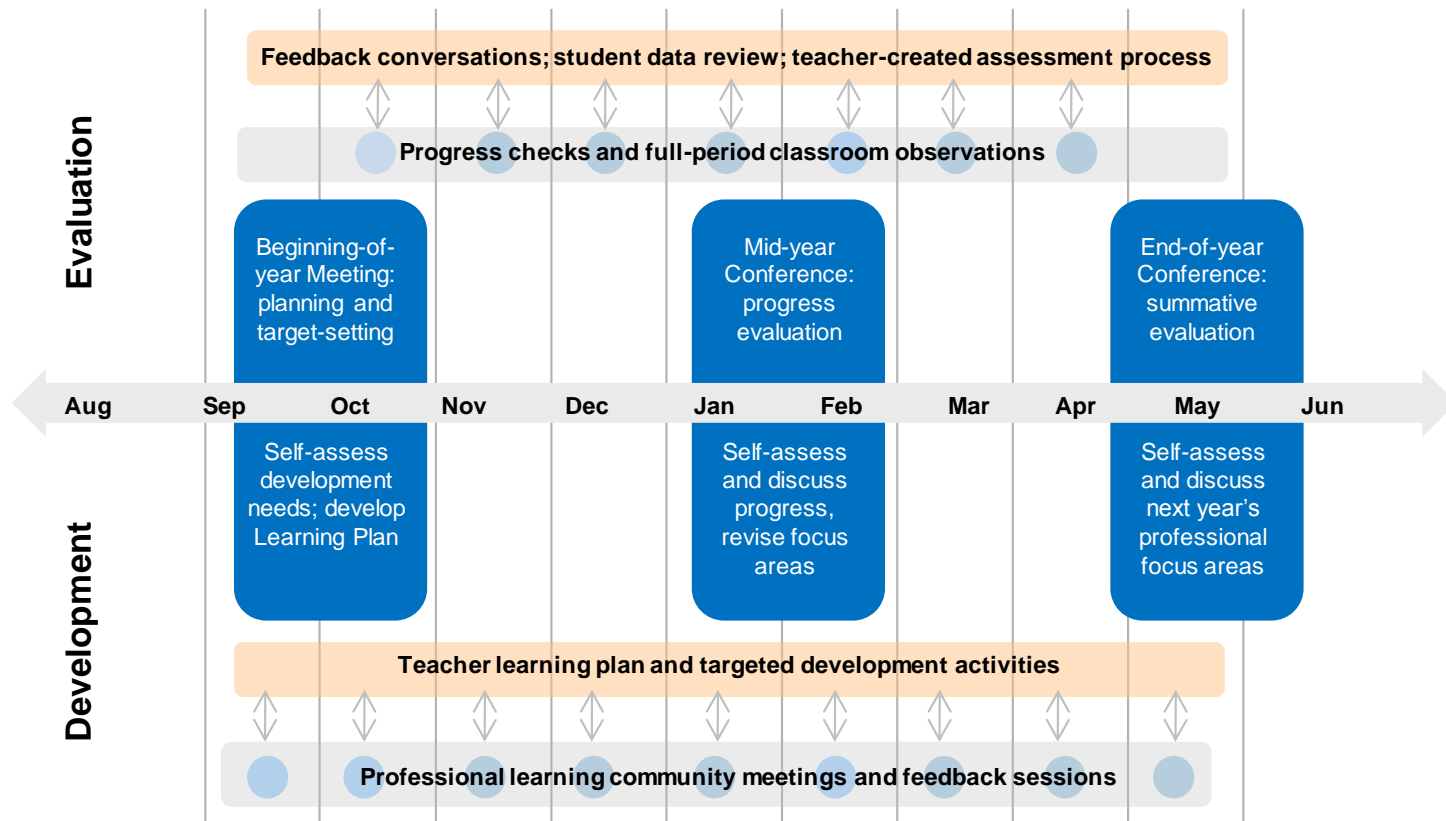 Feedback conversations; student data review; teacher-created assessment process
Progress checks and full-period classroom observations
Evaluation
Beginning-of-
year Meeting:
planning and
target-setting
Mid-year
Conference:
progress
evaluation
End-of-year
Conference:
summative
evaluation
Aug Sep Oct Nov Dec Jan Feb Mar Apr May Jun
Development
Self-assess
development
needs; develop
Learning Plan
Self-assess
and discuss
progress,
revise focus
areas
Self-assess
and discuss
next year’s
professional
focus areas
Teacher learning plan and targeted development activities
Professional learning community meetings and feedback sessions